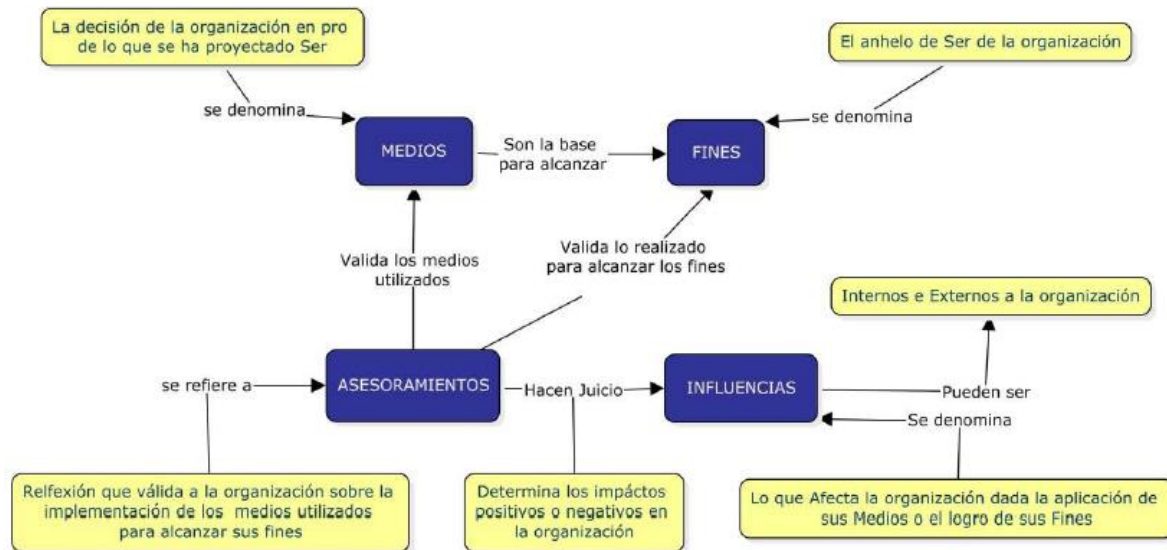 La decisión de la organización en pro
de lo que se ha proyectado Ser
El anhelo de Ser de la organización
se denomina
se denomina
MEDIOS
Son la base
para alcanzar
FINES
Valida los medios
utilizados
Valida lo realizado
para alcanzar los fines
Internos e Externos a la organización
se refiere a
ASESORAMIENTOS
Hacen Juicio
INFLUENCIAS
Pueden ser
Se denomina
Relfexión que válida a la organización sobre la
implementación de los medios utilizados
para alcanzar sus fines
Determina los impáctos
positivos o negativos en
la organización
Lo que Afecta la organización dada la aplicación de
sus Medios o el logro de sus Fines